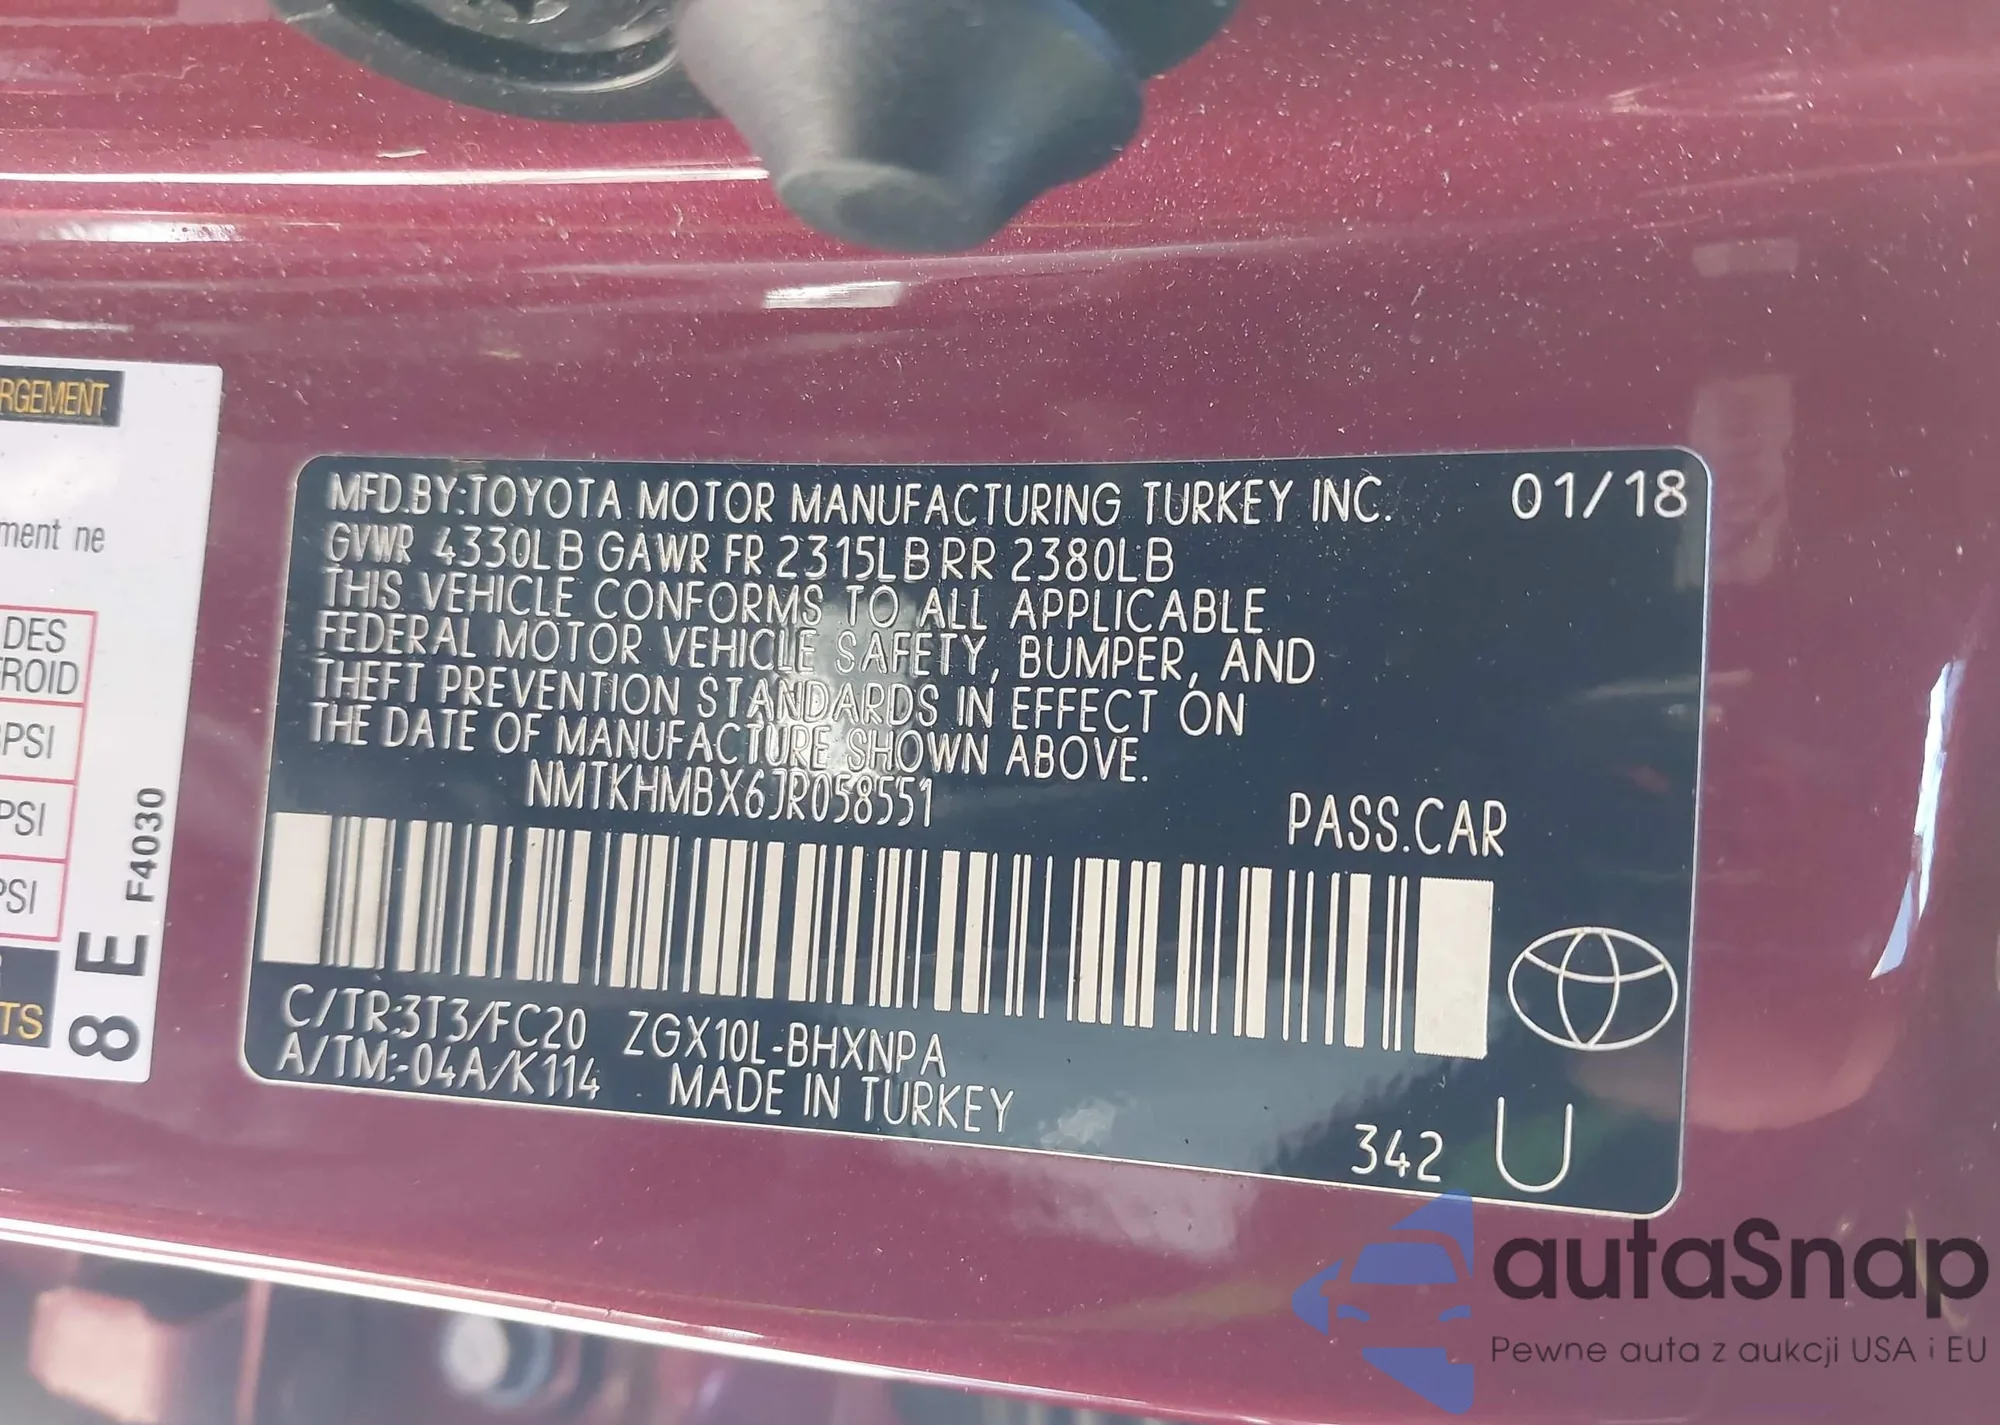 RGEMENT
ment ne
DES
ROID
PSI
PSI
PSI
TS
8 E F4030
MFD.BY:TOYOTA MOTOR MANUFACTURING TURKEY INC. 01/18
GVWR 4330LB GAWR FR 2315LB RR 2380LB
THIS VEHICLE CONFORMS TO ALL APPLICABLE
FEDERAL MOTOR VEHICLE SAFETY, BUMPER, AND
THEFT PREVENTION STANDARDS IN EFFECT ON
THE DATE OF MANUFACTURE SHOWN ABOVE.
NMTKHMBX6JR058551
PASS.CAR
C/TR:3T3/FC20 ZGX10L-BHXNPA
A/TM:-04A/K114 MADE IN TURKEY
342 U
autaSnap
Pewne auta z aukcji USA i EU